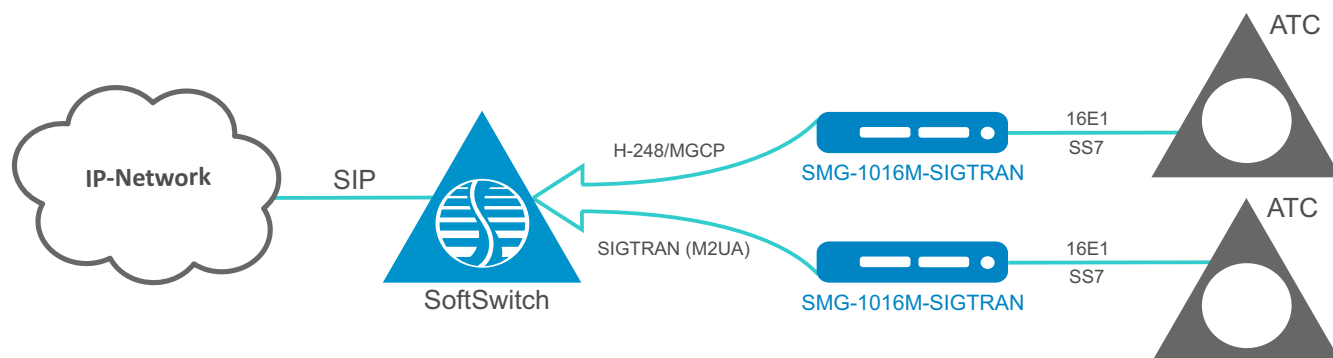 ATC
16E1
SS7
SMG-1016M-SIGTRAN
H-248/MGCP
IP-Network
SIP
SoftSwitch
SIGTRAN (M2UA)
SMG-1016M-SIGTRAN
16E1
SS7
ATC